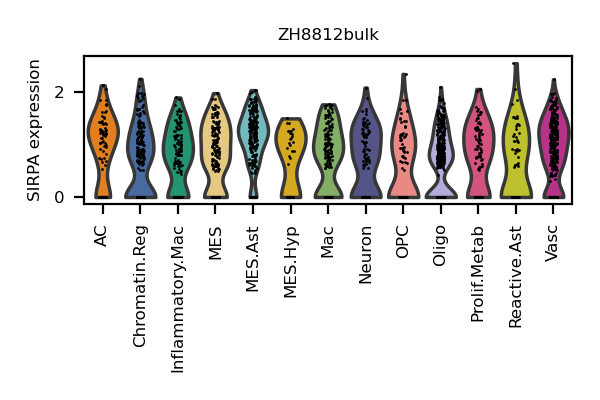 ZH8812bulk
SIRPA expression
2
0
AC
Chromatin.Reg
Inflammatory.Mac
MES
MES.Ast
MES.Hyp
Mac
Neuron
OPC
Oligo
Prolif.Metab
Reactive.Ast
Vasc